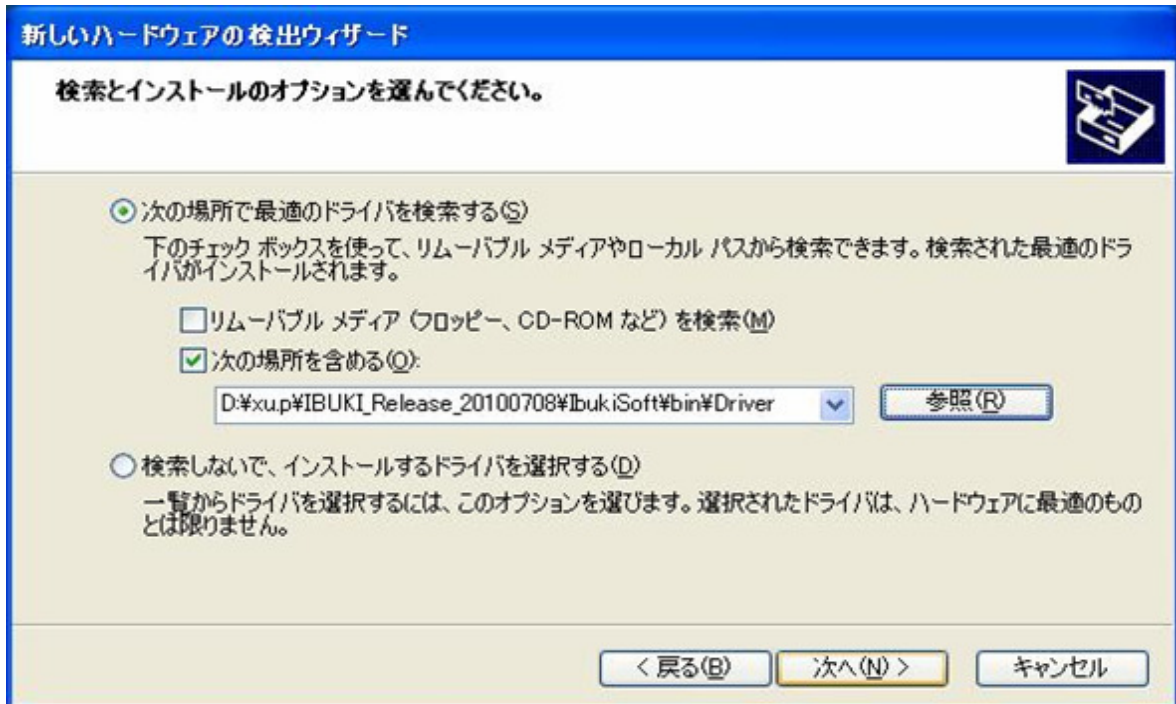 新しいハードウェアの検出ウィザード
検索とインストールのオプションを選んでください。
次の場所で最適のドライバを検索する(S)
下のチェック ボックスを使って、リムーバブル メディアやローカル パスから検索できます。検索された最適のドラ
イバがインストールされます。
リムーバブル メディア (フロッピー、CD-ROM など) を検索(M)
次の場所を含める(O):
D:¥xu.p¥IBUKI_Release_20100708¥IbukiSoft¥bin¥Driver
参照(R)
検索しないで、インストールするドライバを選択する(D)
一覧からドライバを選択するには、このオプションを選びます。選択されたドライバは、ハードウェアに最適のもの
とは限りません。
< 戻る(B) 次へ(N) > キャンセル